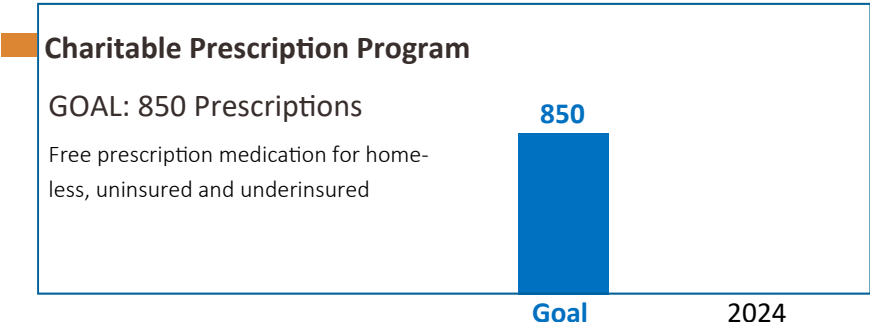 Charitable Prescription Program
GOAL: 850 Prescriptions
Free prescription medication for home-
less, uninsured and underinsured
850
Goal 2024